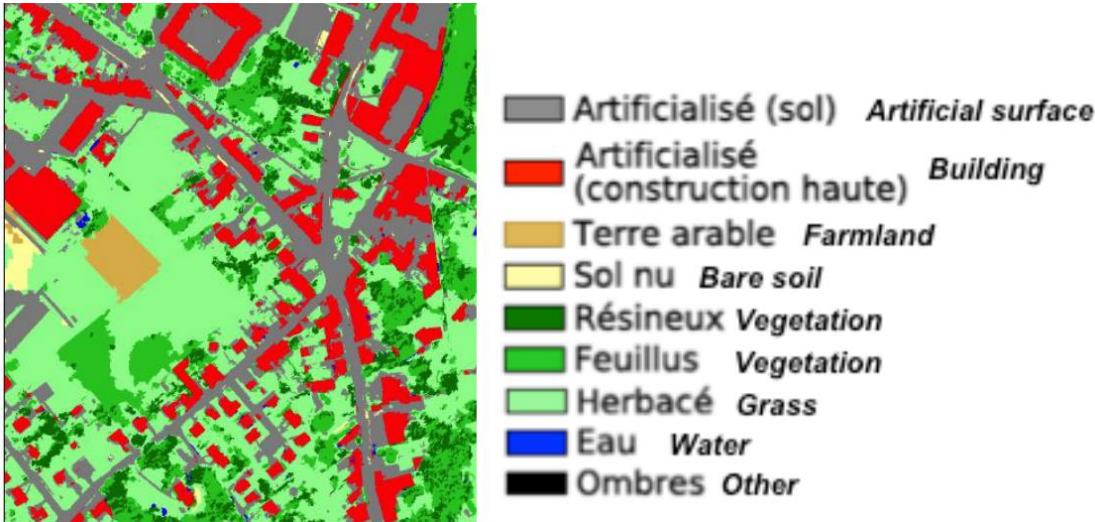 Artificialisé (sol) Artificial surface
Artificialisé
(construction haute) Building
Terre arable Farmland
Sol nu Bare soil
Résineux Vegetation
Feuillus Vegetation
Herbacé Grass
Eau Water
Ombres Other